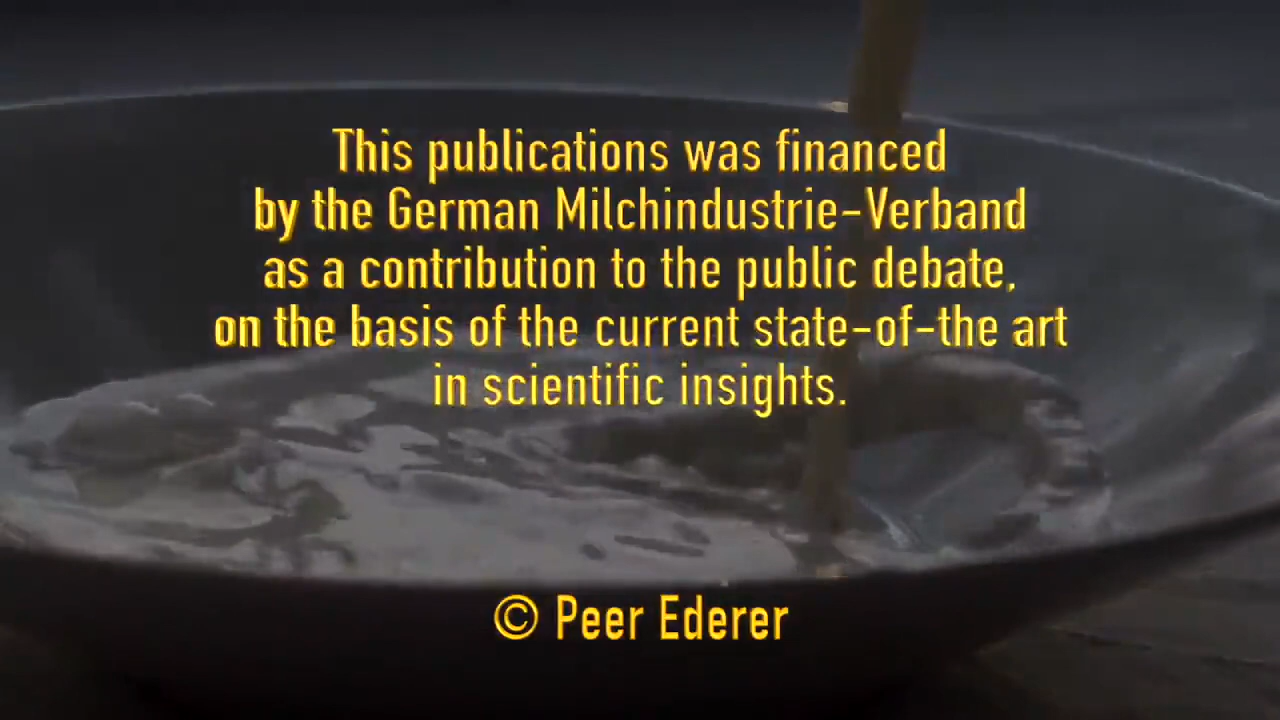 This publications was financed
by the German Milchindustrie-Verband
as a contribution to the public debate,
on the basis of the current state-of-the art
in scientific insights.
© Peer Ederer